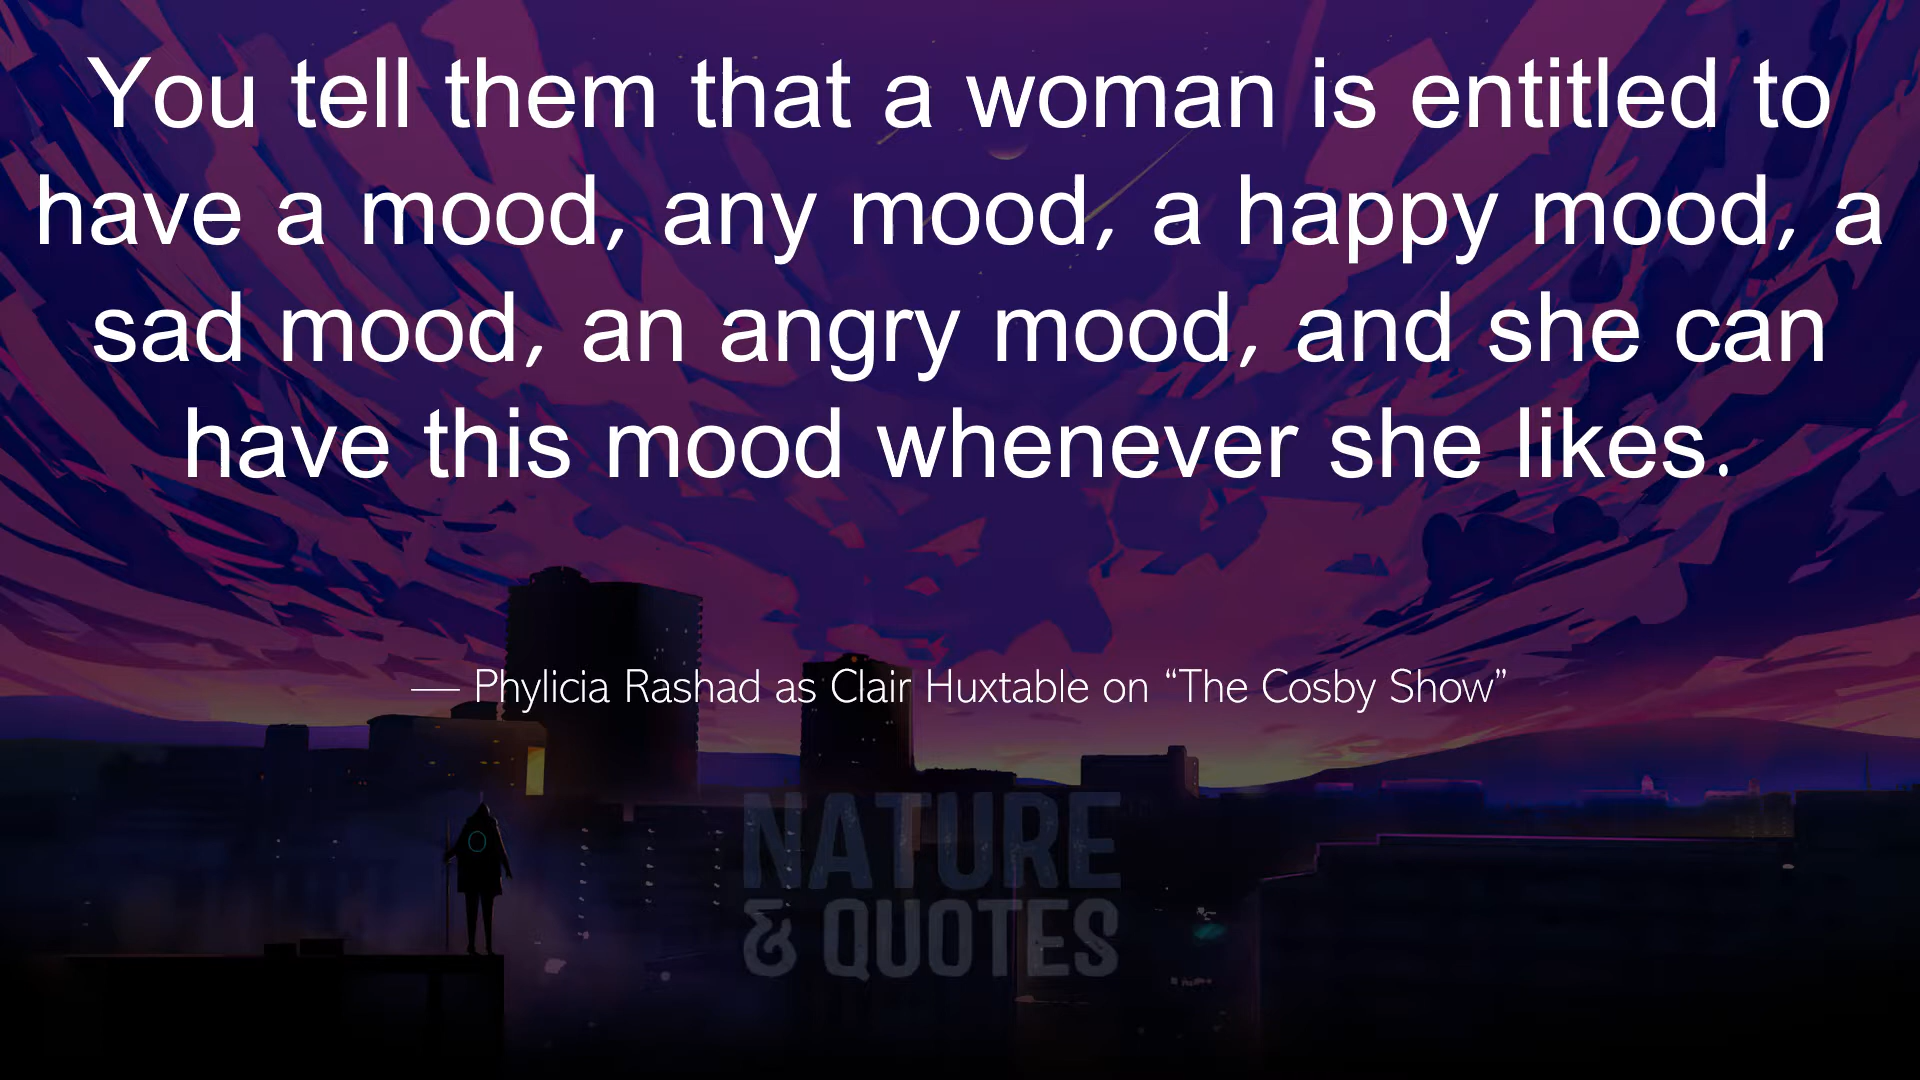 You tell them that a woman is entitled to
have a mood, any mood, a happy mood, a
sad mood, an angry mood, and she can
have this mood whenever she likes.
— Phylicia Rashad as Clair Huxtable on “The Cosby Show”
NATURE
& QUOTES